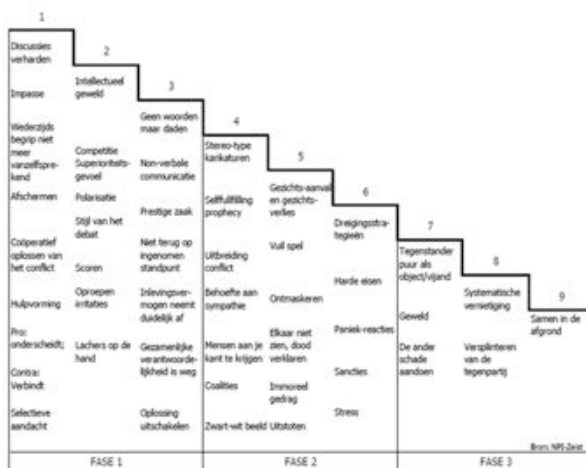 1
Discussies
verharden
Impasse
Wederzijds
begrip niet
meer
vanzelfspre-
kend
Afschermen
Coöperatief
oplossen van
het conflict
Hulpvorming
Pro:
onderscheidt;
Contra:
Verbindt
Selectieve
aandacht
2
Intellectueel
geweld
Competitie
Superioriteits-
gevoel
Polarisatie
Stijl van het
debat
Scoren
Oproepen
irritaties
Lachers op de
hand
3
Geen woorden
maar daden
Non-verbale
communicatie
Prestige zaak
Niet terug op
ingenomen
standpunt
Inlevingsver-
mogen neemt
duidelijk af
Gezamenlijke
verantwoorde-
lijkheid is weg
Oplossing
uitschakelen
4
Stereo-type
karikaturen
Selffullfilling
prophecy
Uitbreiding
conflict
Behoefte aan
sympathie
Mensen aan je
kant te krijgen
Coalities
Zwart-wit beeld
5
Gezichts-aanval
en gezichts-
verlies
Vuil spel
Ontmaskeren
Elkaar niet
zien, dood
verklaren
Immoreel
gedrag
Uitstoten
6
Dreigingsstra-
tegieën
Harde eisen
Paniek-reacties
Sancties
Stress
7
Tegenstander
puur als
object/vijand
Geweld
De ander
schade
aandoen
8
Systematische
vernietiging
Versplinteren
van de
tegenpartij
9
Samen in de
afgrond
Bron: NPI-Zeist
FASE 1
FASE 2
FASE 3